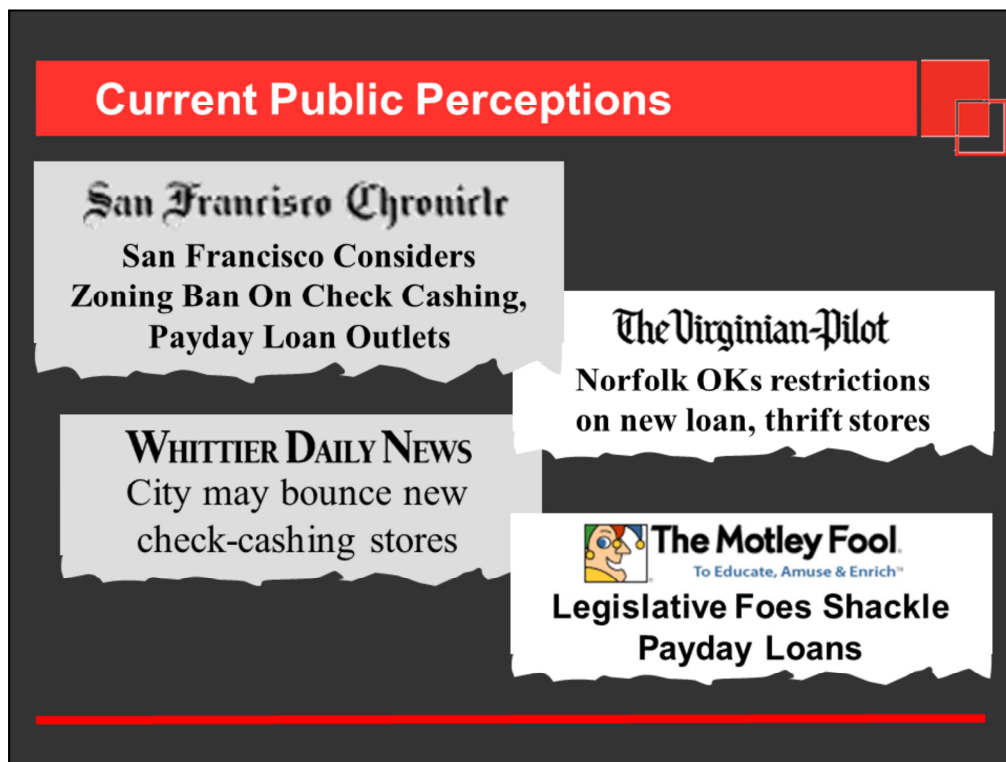 Current Public Perceptions
San Francisco Chronicle
San Francisco Considers
Zoning Ban On Check Cashing,
Payday Loan Outlets
The Virginian-Pilot
Norfolk OKs restrictions
on new loan, thrift stores
WHITTIER DAILY NEWS
City may bounce new
check-cashing stores
The Motley Fool.
To Educate, Amuse & Enrich™
Legislative Foes Shackle
Payday Loans